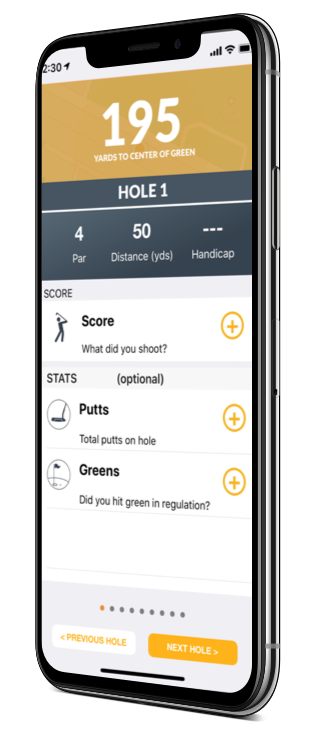 2:30
195
YARDS TO CENTER OF GREEN
HOLE 1
4 50 ---
Par Distance (yds) Handicap
SCORE
Score
What did you shoot?
STATS (optional)
Putts
Total putts on hole
Greens
Did you hit green in regulation?
< PREVIOUS HOLE NEXT HOLE >